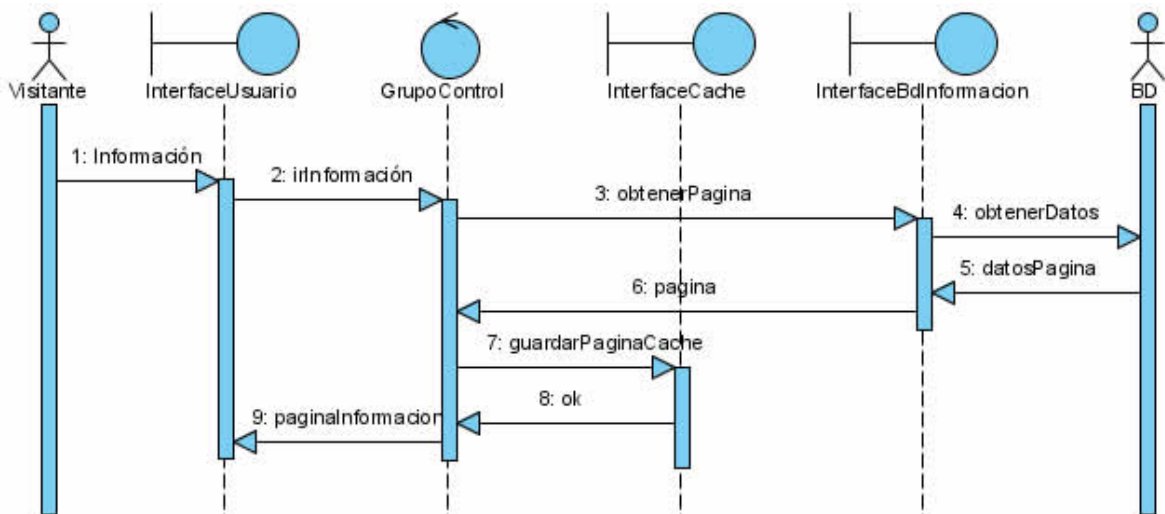 Visitante
InterfaceUsuario
GrupoControl
InterfaceCache
InterfaceBdInformacion
BD
1: Información
2: irInformación
3: obtenerPagina
4: obtenerDatos
5: datosPagina
6: pagina
7: guardarPaginaCache
8: ok
9: paginaInformacion